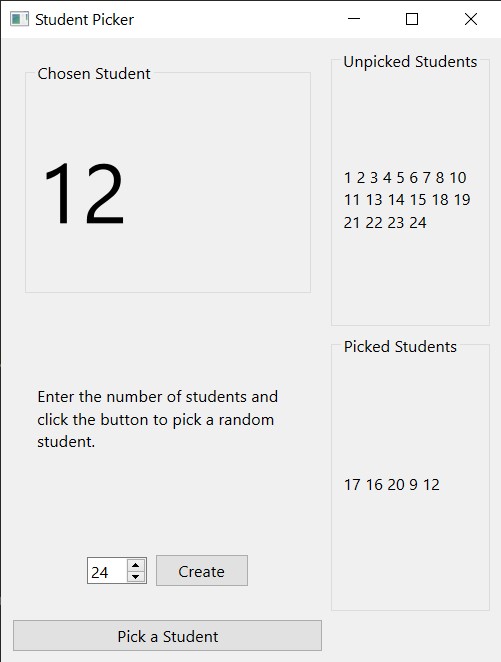 Student Picker
Chosen Student
12
Enter the number of students and
click the button to pick a random
student.
24
Create
Pick a Student
Unpicked Students
1 2 3 4 5 6 7 8 10
11 13 14 15 18 19
21 22 23 24
Picked Students
17 16 20 9 12